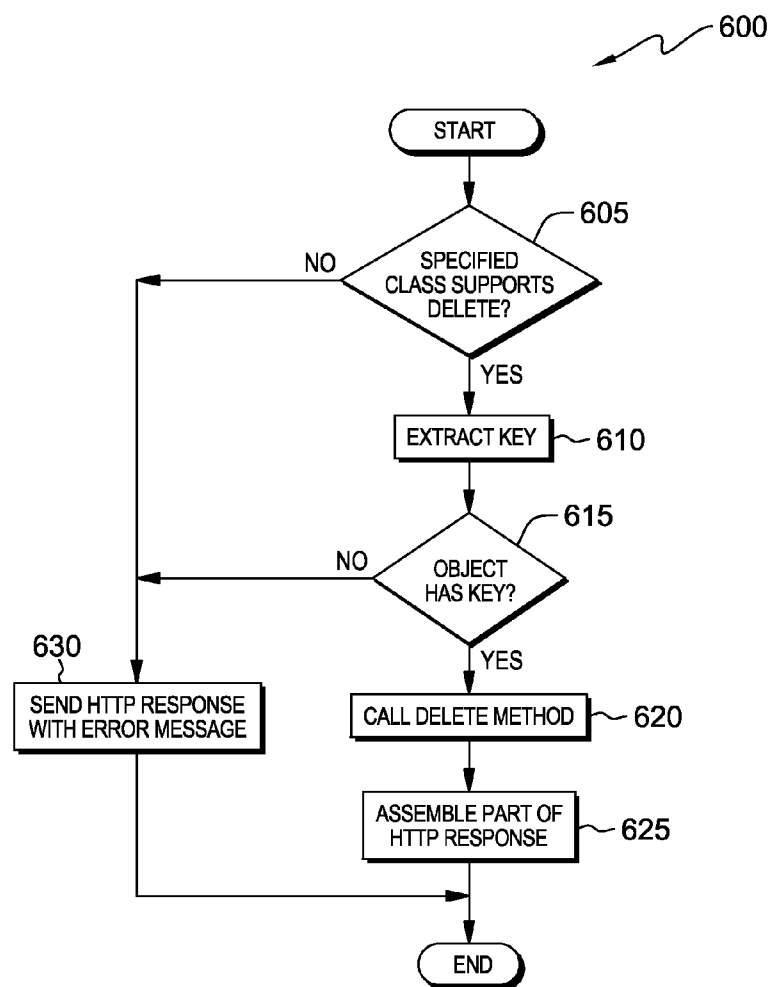 600
START
605
SPECIFIED
CLASS SUPPORTS
DELETE?
NO
YES
EXTRACT KEY
610
615
OBJECT
HAS KEY?
NO
YES
630
SEND HTTP RESPONSE
WITH ERROR MESSAGE
CALL DELETE METHOD
620
ASSEMBLE PART OF
HTTP RESPONSE
625
END